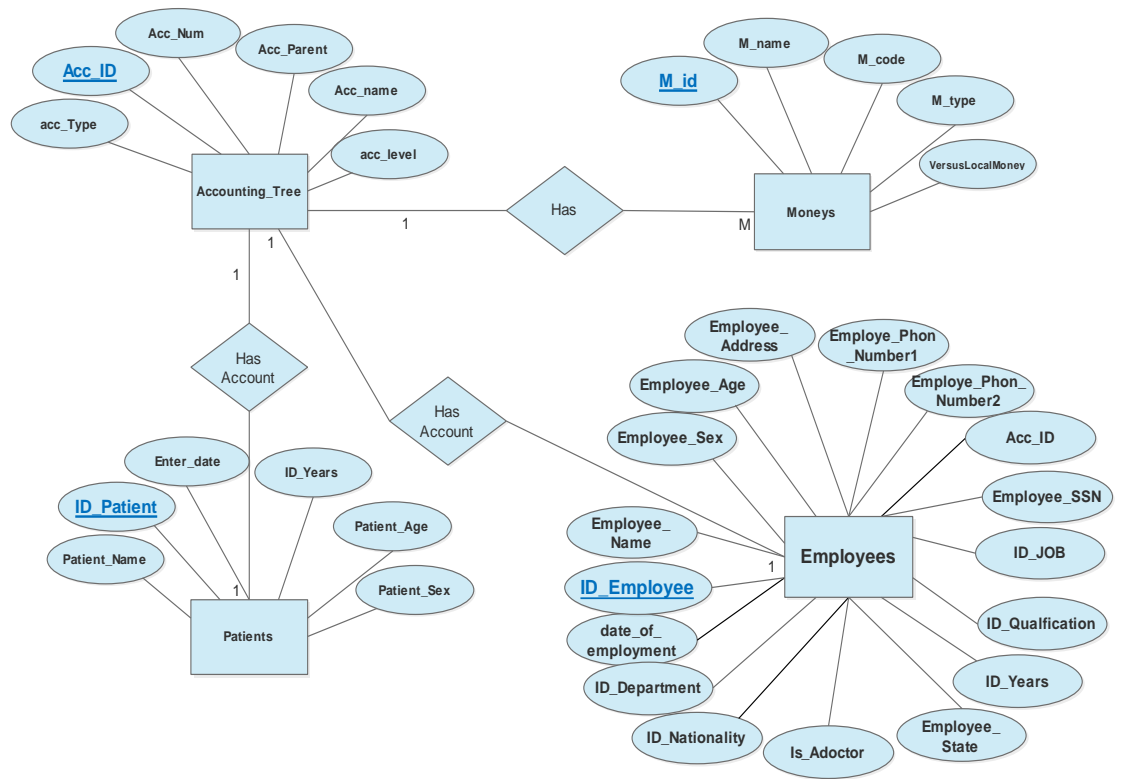 Acc_Num
Acc_Parent
Acc_ID
Acc_name
acc_Type
acc_level
Accounting_Tree
M_name
M_code
M_id
M_type
VersusLocalMoney
Moneys
Has
1
M
1
1
Has
Account
Has
Account
Enter_date
ID_Years
ID_Patient
Patient_Age
Patient_Name
Patient_Sex
1
Patients
Employee_
Address
Employe_Phon
_Number1
Employee_Age
Employe_Phon_
Number2
Employee_Sex
Acc_ID
Employee_SSN
Employee_
Name
ID_JOB
Employees
1
ID_Employee
ID_Qualfication
date_of_
employment
ID_Years
ID_Department
Employee_
State
ID_Nationality
Is_Adoctor